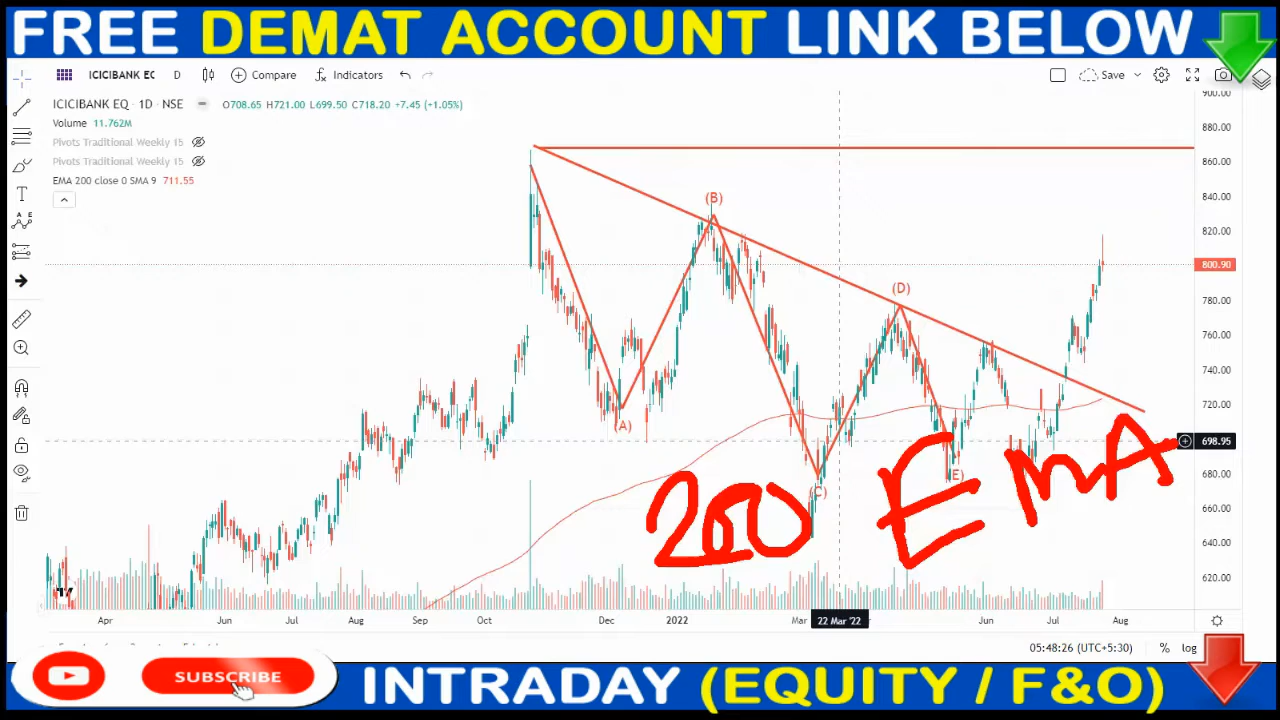 FREE DEMAT ACCOUNT LINK BELOW
ICICIBANK EQ D Compare Indicators Save
ICICIBANK EQ · 1D · NSE O708.65 H721.00 L699.50 C718.20 +7.45 (+1.05%)
Volume 11.762M
Pivots Traditional Weekly 15
Pivots Traditional Weekly 15
EMA 200 close 0 SMA 9 711.55
900.00
880.00
860.00
840.00
820.00
800.90
780.00
760.00
740.00
720.00
698.95
680.00
660.00
640.00
620.00
(B)
(D)
(A)
(C)
E)
200 EMA
Apr Jun Jul Aug Sep Oct Dec 2022 Mar 22 Mar '22 Jun Jul Aug
05:48:26 (UTC+5:30) % log
SUBSCRIBE
INTRADAY (EQUITY / F&O)